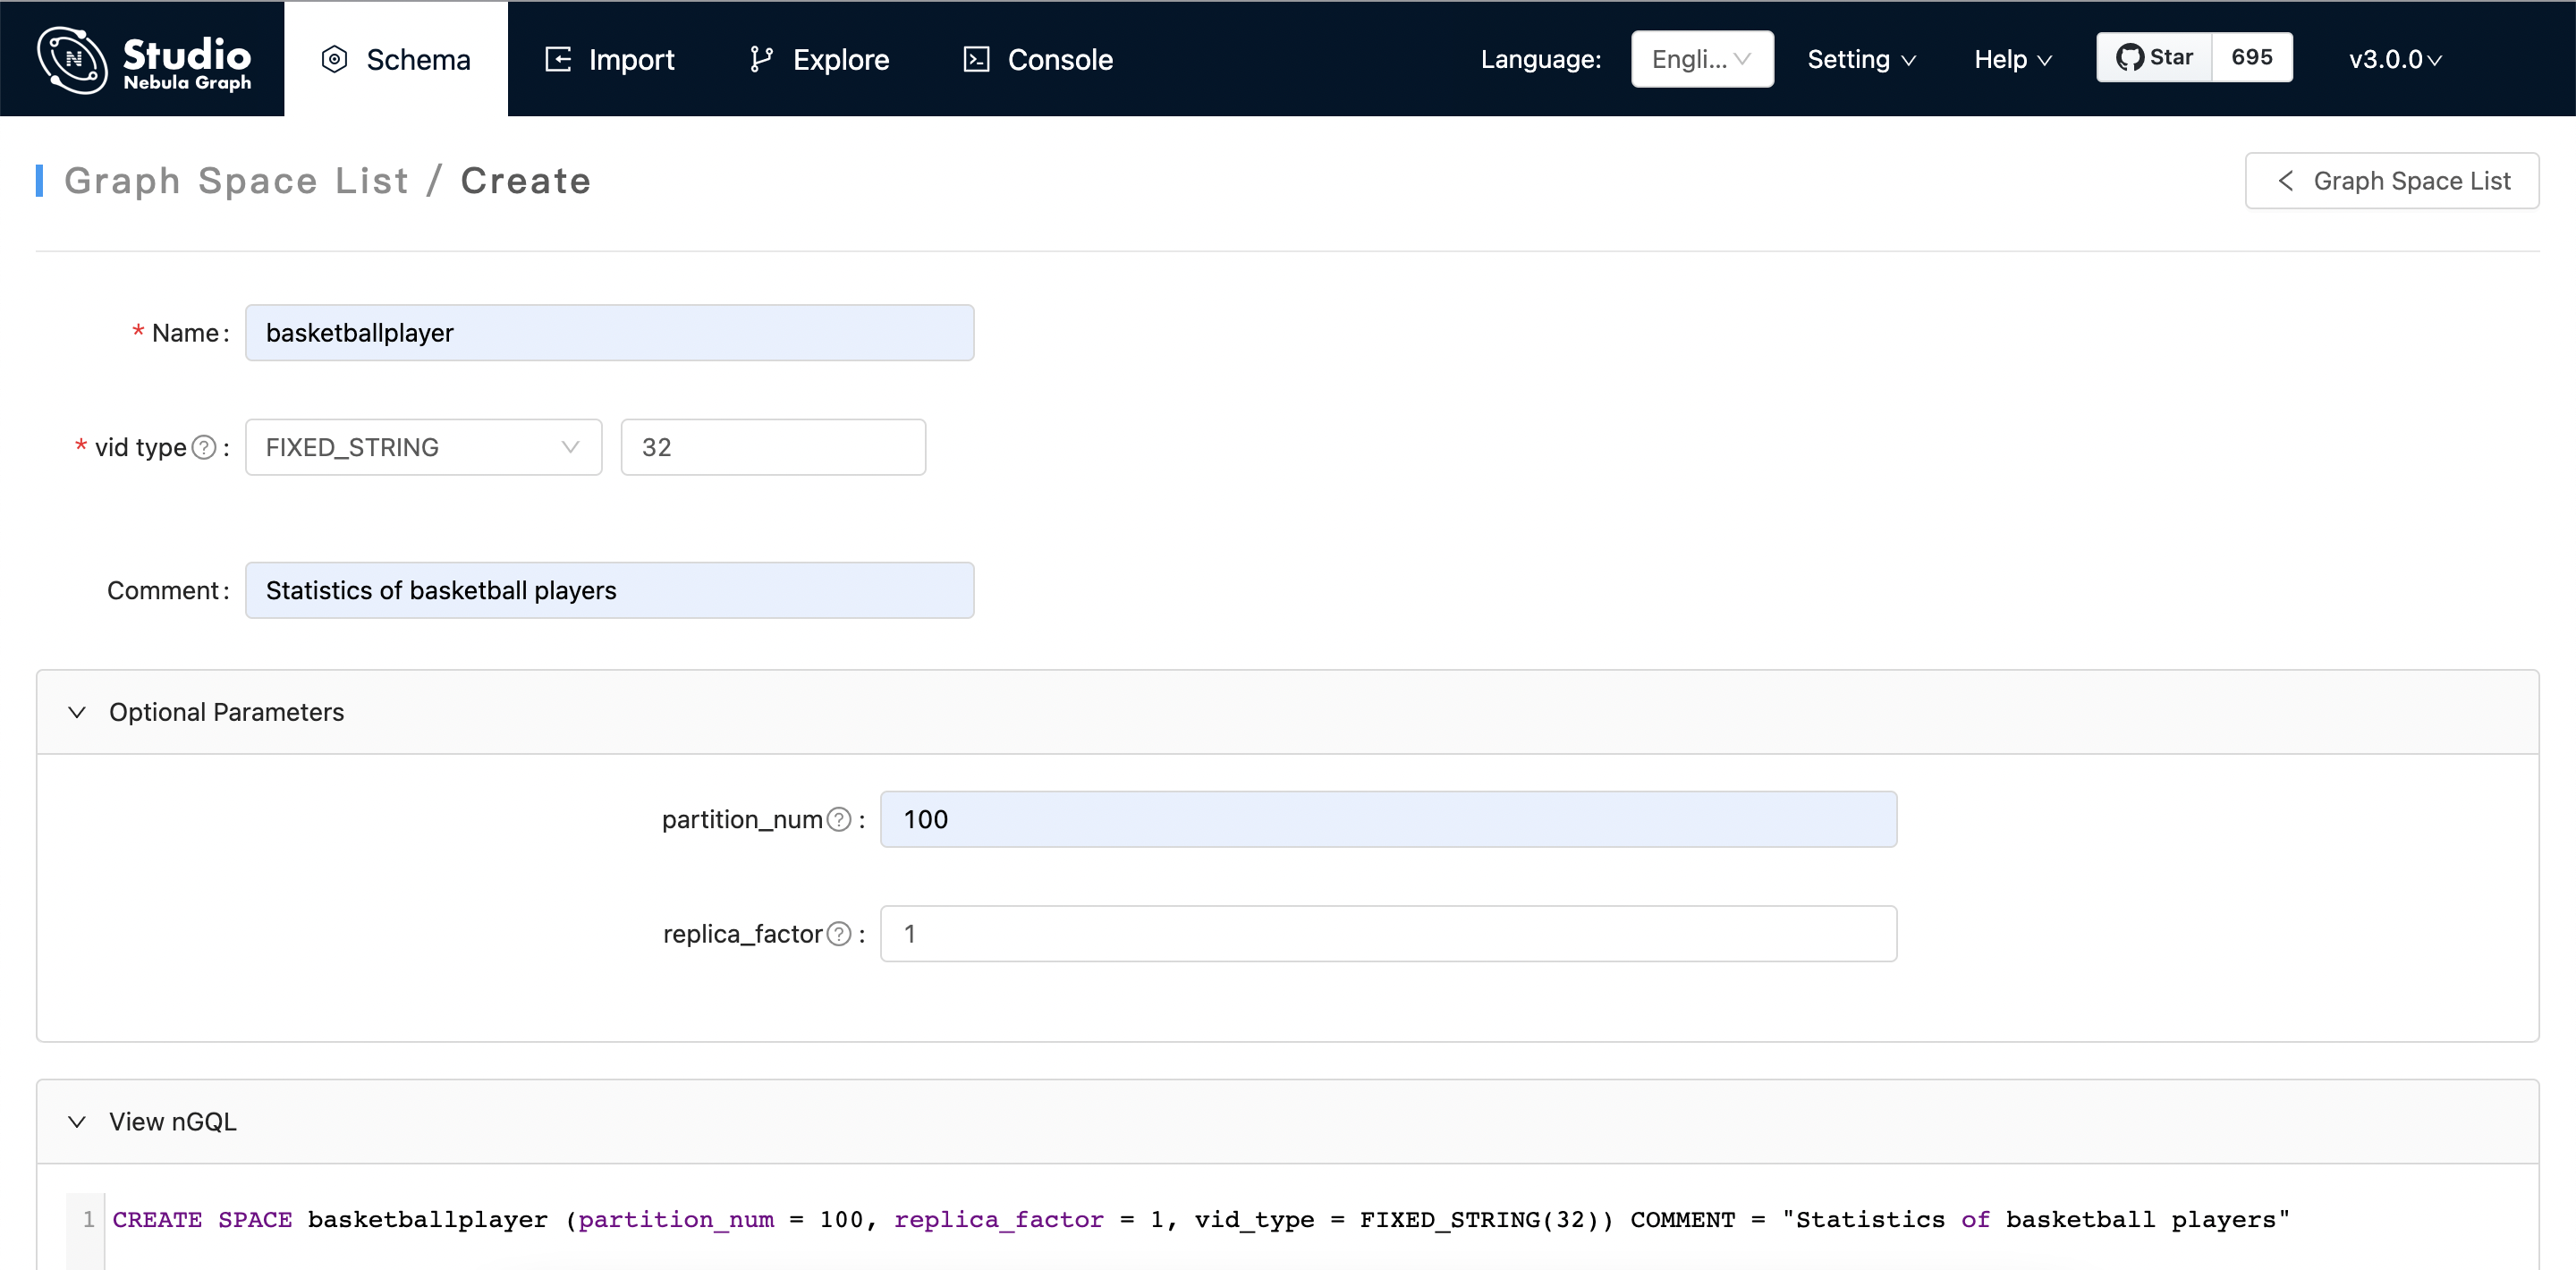 Studio
Nebula Graph
Schema
Import
Explore
Console
Language:
Engli...
Setting
Help
Star
695
v3.0.0
Graph Space List / Create
Graph Space List
* Name:
basketballplayer
* vid type ? :
FIXED_STRING
32
Comment:
Statistics of basketball players
Optional Parameters
partition_num ? :
100
replica_factor ? :
1
View nGQL
1 CREATE SPACE basketballplayer (partition_num = 100, replica_factor = 1, vid_type = FIXED_STRING(32)) COMMENT = "Statistics of basketball players"